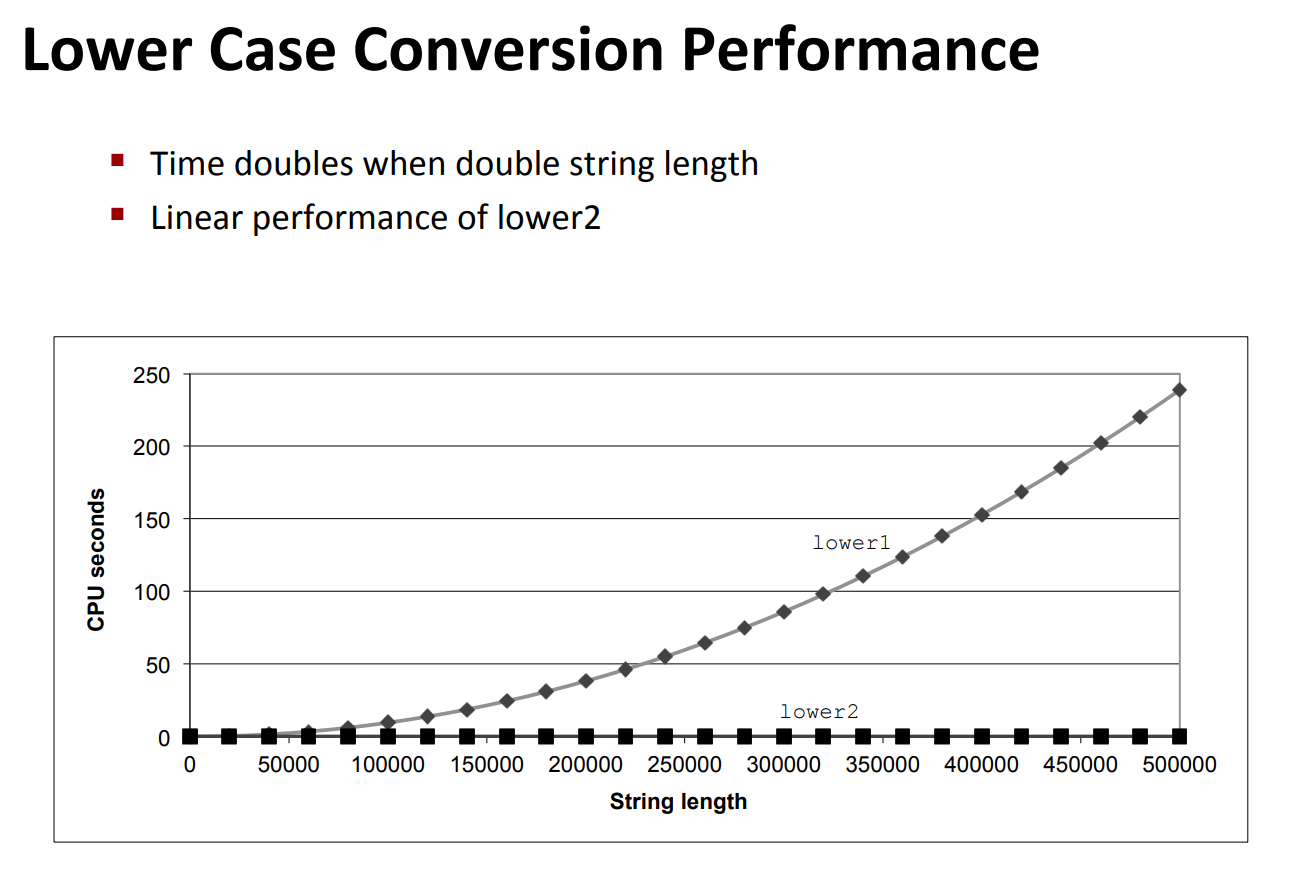 Lower Case Conversion Performance
Time doubles when double string length
Linear performance of lower2
250
200
150
100
50
0
CPU seconds
lower1
lower2
0 50000 100000 150000 200000 250000 300000 350000 400000 450000 500000
String length